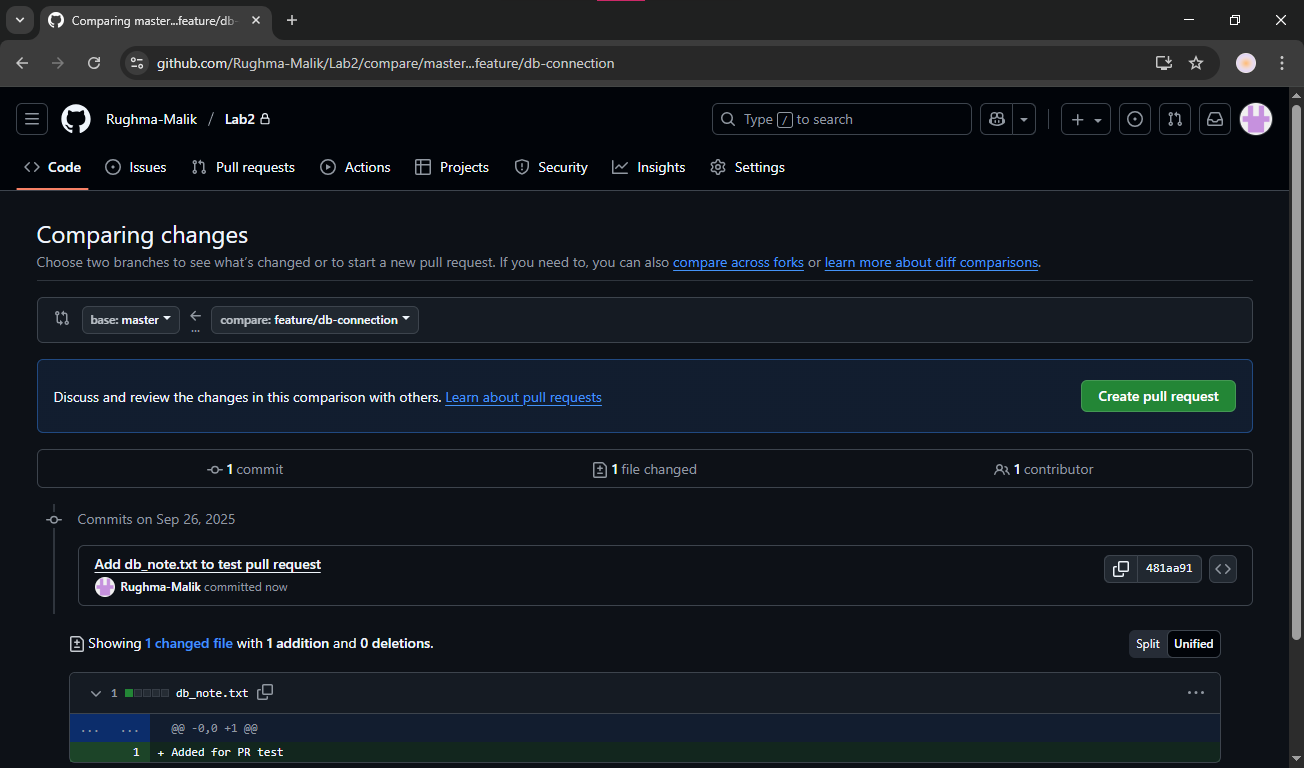 Comparing master...feature/db-
github.com/Rughma-Malik/Lab2/compare/master...feature/db-connection
Rughma-Malik / Lab2
Type / to search
Code Issues Pull requests Actions Projects Security Insights Settings
Comparing changes
Choose two branches to see what's changed or to start a new pull request. If you need to, you can also compare across forks or learn more about diff comparisons.
base: master ... compare: feature/db-connection
Discuss and review the changes in this comparison with others. Learn about pull requests Create pull request
1 commit 1 file changed 1 contributor
Commits on Sep 26, 2025
Add db_note.txt to test pull request
481aa91
Rughma-Malik committed now
Showing 1 changed file with 1 addition and 0 deletions. Split Unified
1 db_note.txt
... ... @@ -0,0 +1 @@
1 + Added for PR test